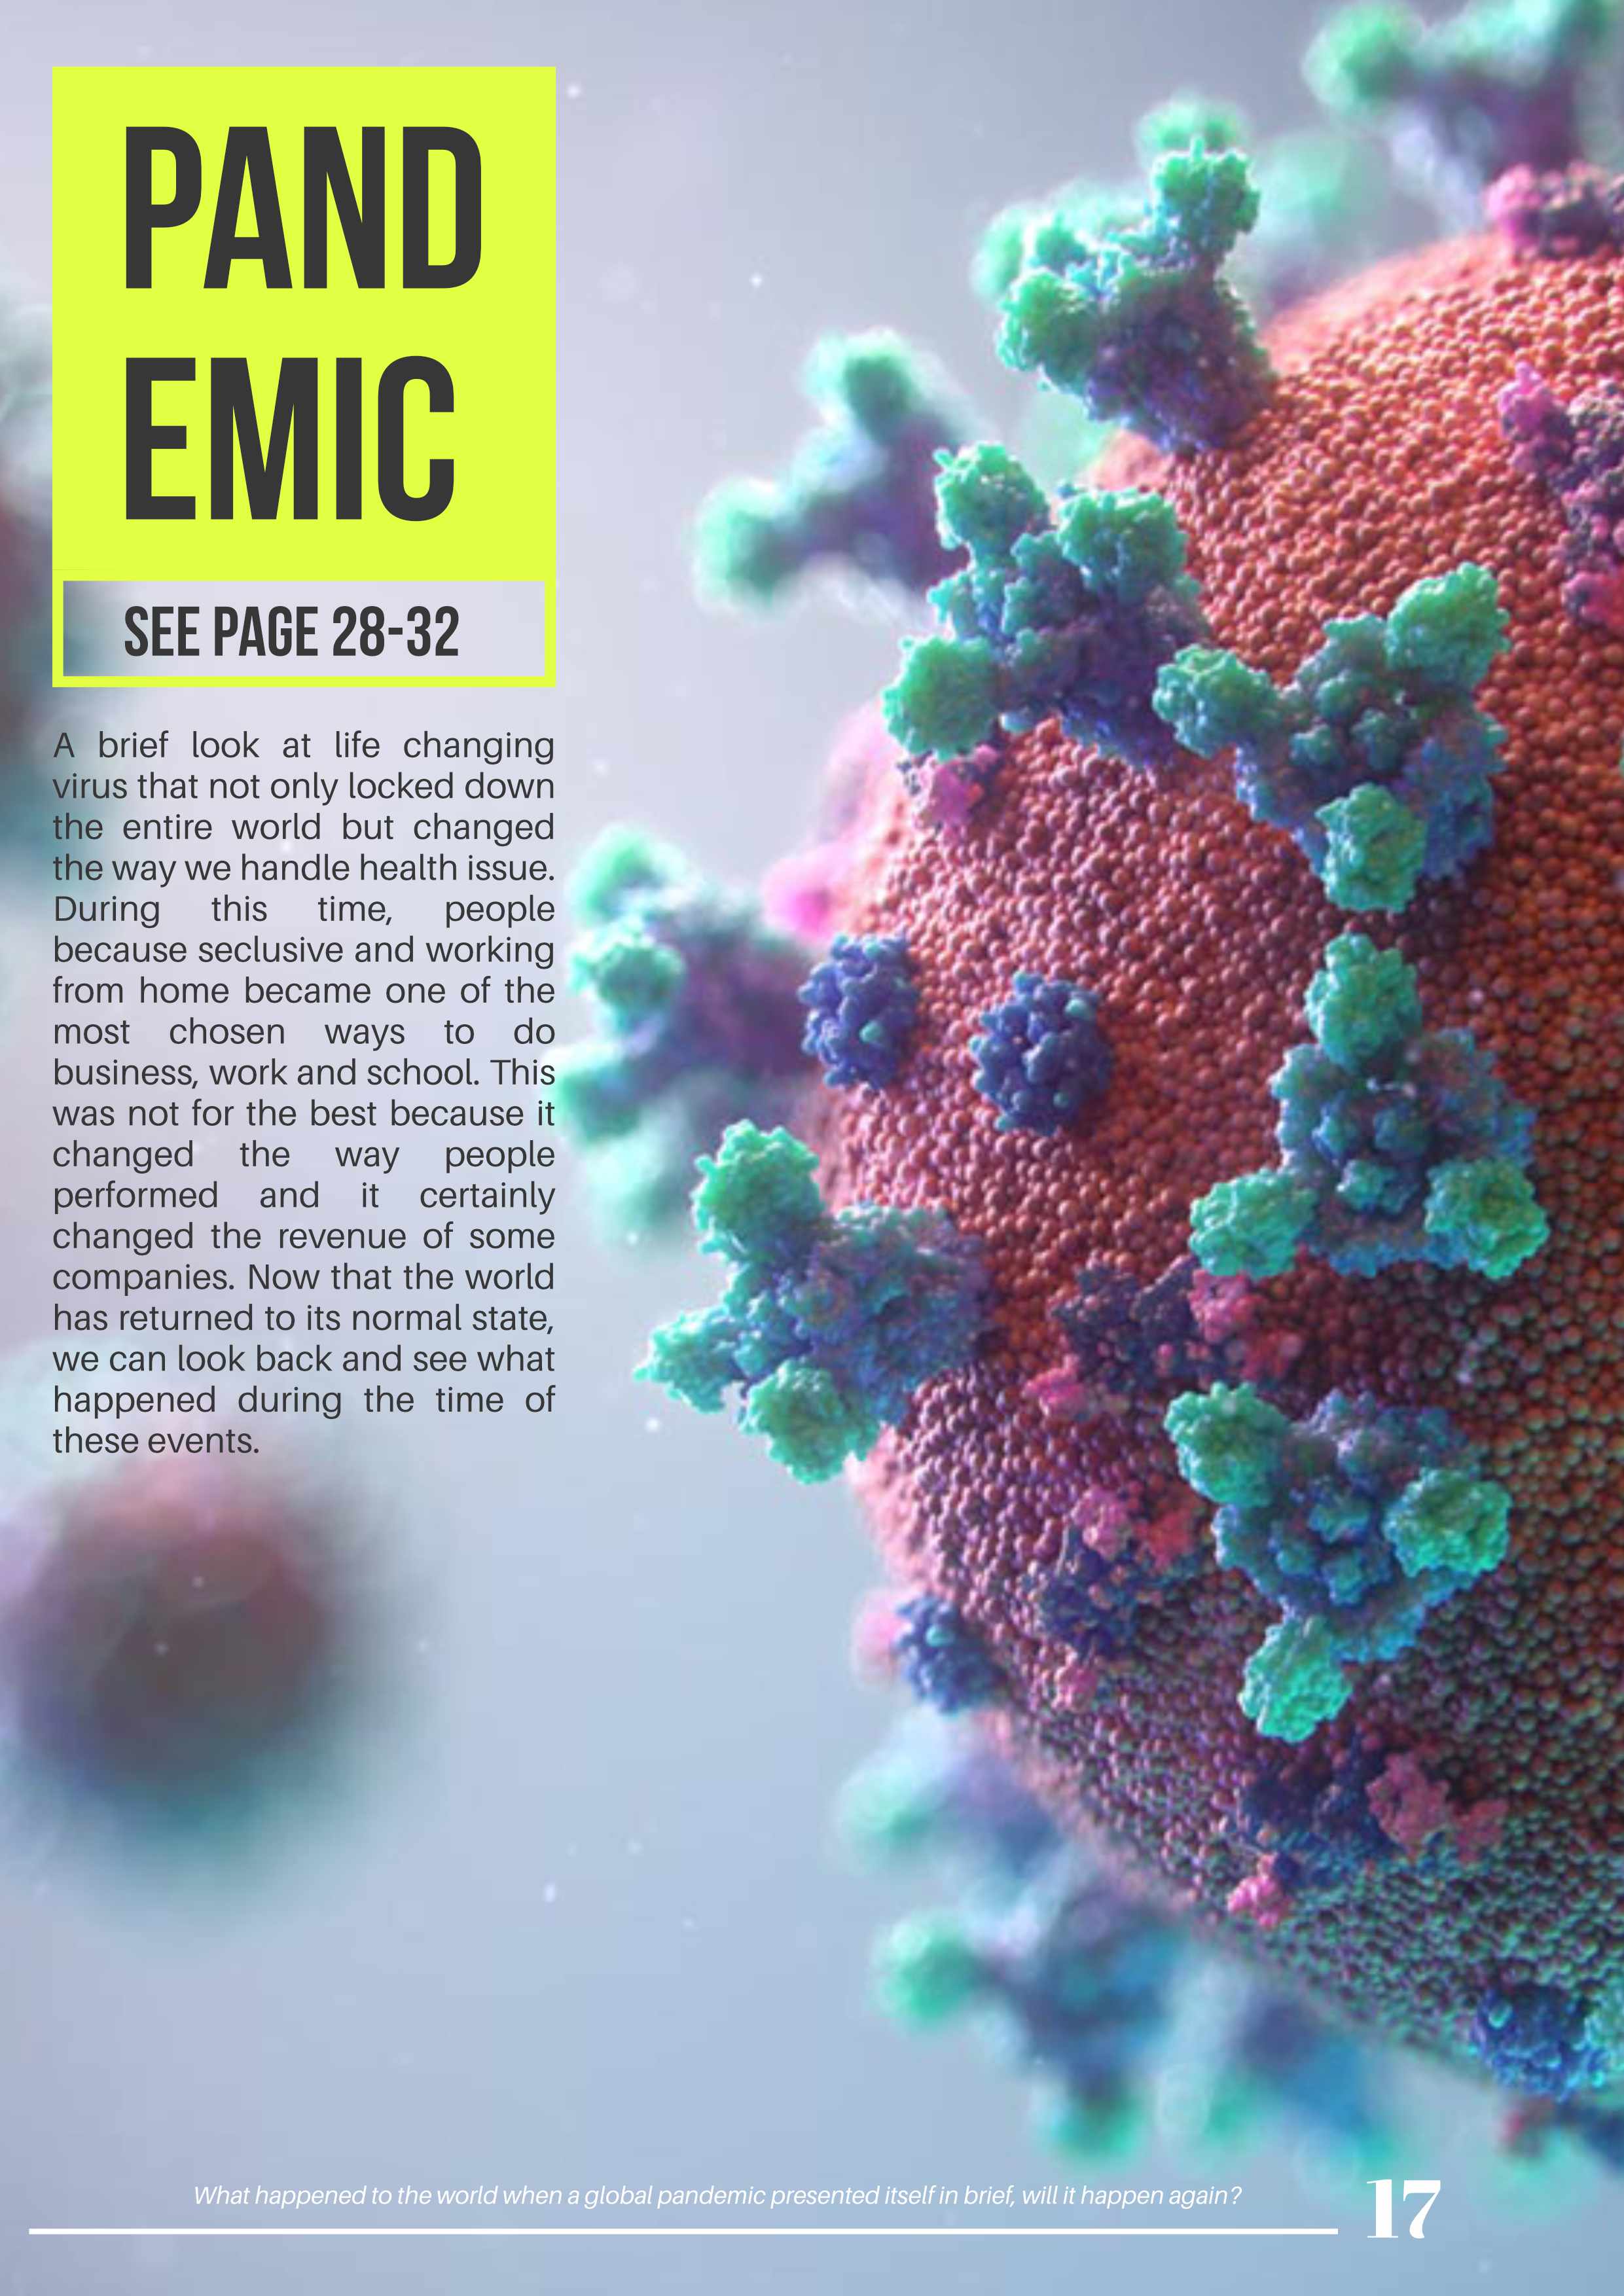 PAND
EMIC
SEE PAGE 28-32
A brief look at life changing
virus that not only locked down
the entire world but changed
the way we handle health issue.
During this time, people
because seclusive and working
from home became one of the
most chosen ways to do
business, work and school. This
was not for the best because it
changed the way people
performed and it certainly
changed the revenue of some
companies. Now that the world
has returned to its normal state,
we can look back and see what
happened during the time of
these events.
What happened to the world when a global pandemic presented itself in brief, will it happen again?
17